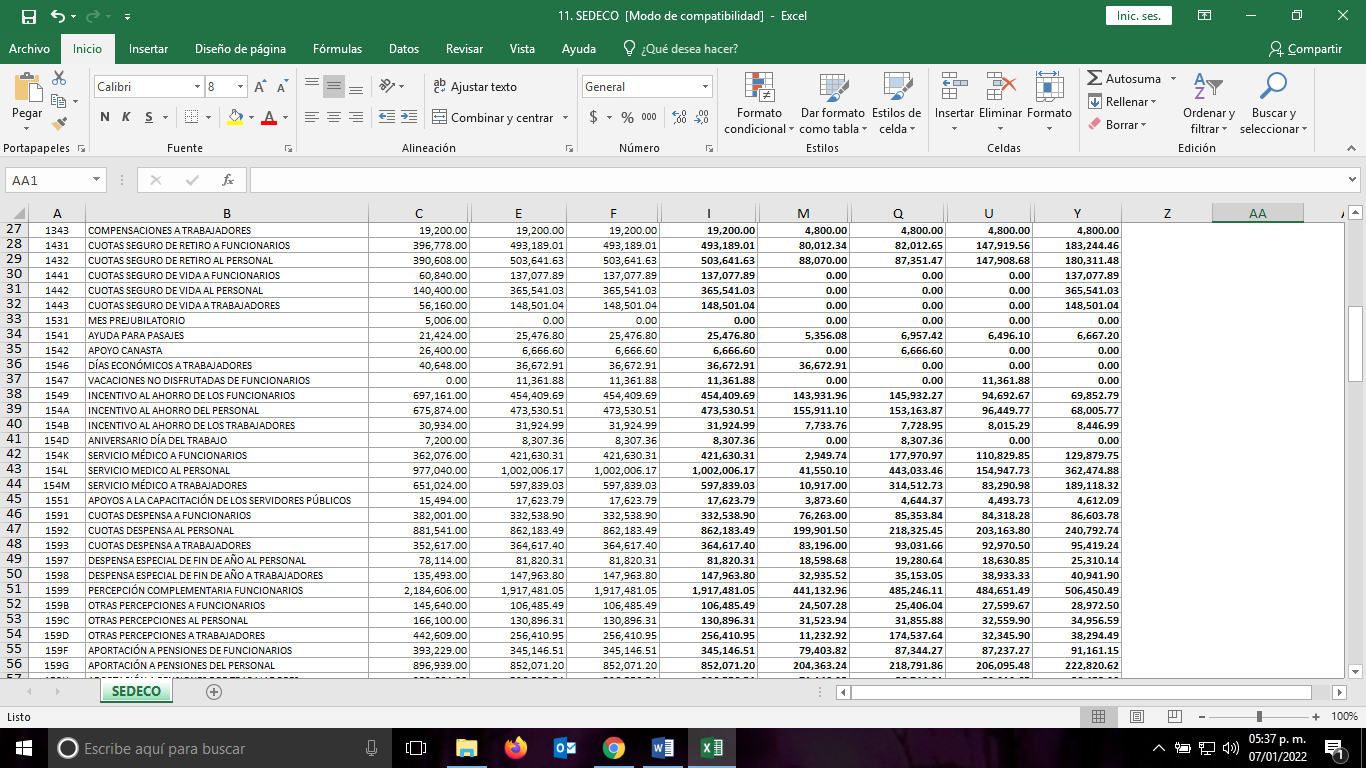 11. SEDECO [Modo de compatibilidad] - Excel Inic. ses.
Archivo Inicio Insertar Diseño de página Fórmulas Datos Revisar Vista Ayuda ¿Qué desea hacer? Compartir
Pegar Calibri 8 Ajustar texto General Formato condicional Dar formato como tabla Estilos de celda Insertar Eliminar Formato Autosuma Ordenar y filtrar Buscar y seleccionar
N K S Combinar y centrar $ % 000 Rellenar
Borrar
Portapapeles Fuente Alineación Número Estilos Celdas Edición
AA1 fx
A B C E F I M Q U Y Z AA
27 1343 COMPENSACIONES A TRABAJADORES 19,200.00 19,200.00 19,200.00 19,200.00 4,800.00 4,800.00 4,800.00 4,800.00
28 1431 CUOTAS SEGURO DE RETIRO A FUNCIONARIOS 396,778.00 493,189.01 493,189.01 493,189.01 80,012.34 82,012.65 147,919.56 183,244.46
29 1432 CUOTAS SEGURO DE RETIRO AL PERSONAL 390,608.00 503,641.63 503,641.63 503,641.63 88,070.00 87,351.47 147,908.68 180,311.48
30 1441 CUOTAS SEGURO DE VIDA A FUNCIONARIOS 60,840.00 137,077.89 137,077.89 137,077.89 0.00 0.00 0.00 137,077.89
31 1442 CUOTAS SEGURO DE VIDA AL PERSONAL 140,400.00 365,541.03 365,541.03 365,541.03 0.00 0.00 0.00 365,541.03
32 1443 CUOTAS SEGURO DE VIDA A TRABAJADORES 56,160.00 148,501.04 148,501.04 148,501.04 0.00 0.00 0.00 148,501.04
33 1531 MES PREJUBILATORIO 5,006.00 0.00 0.00 0.00 0.00 0.00 0.00 0.00
34 1541 AYUDA PARA PASAJES 21,424.00 25,476.80 25,476.80 25,476.80 5,356.08 6,957.42 6,496.10 6,667.20
35 1542 APOYO CANASTA 26,400.00 6,666.60 6,666.60 6,666.60 0.00 6,666.60 0.00 0.00
36 1546 DÍAS ECONÓMICOS A TRABAJADORES 40,648.00 36,672.91 36,672.91 36,672.91 36,672.91 0.00 0.00 0.00
37 1547 VACACIONES NO DISFRUTADAS DE FUNCIONARIOS 0.00 11,361.88 11,361.88 11,361.88 0.00 0.00 11,361.88 0.00
38 1549 INCENTIVO AL AHORRO DE LOS FUNCIONARIOS 697,161.00 454,409.69 454,409.69 454,409.69 143,931.96 145,932.27 94,692.67 69,852.79
39 154A INCENTIVO AL AHORRO DEL PERSONAL 675,874.00 473,530.51 473,530.51 473,530.51 155,911.10 153,163.87 96,449.77 68,005.77
40 154B INCENTIVO AL AHORRO DE LOS TRABAJADORES 30,934.00 31,924.99 31,924.99 31,924.99 7,733.76 7,728.95 8,015.29 8,446.99
41 154D ANIVERSARIO DÍA DEL TRABAJO 7,200.00 8,307.36 8,307.36 8,307.36 0.00 8,307.36 0.00 0.00
42 154K SERVICIO MÉDICO A FUNCIONARIOS 362,076.00 421,630.31 421,630.31 421,630.31 2,949.74 177,970.97 110,829.85 129,879.75
43 154L SERVICIO MEDICO AL PERSONAL 977,040.00 1,002,006.17 1,002,006.17 1,002,006.17 41,550.10 443,033.46 154,947.73 362,474.88
44 154M SERVICIO MÉDICO A TRABAJADORES 651,024.00 597,839.03 597,839.03 597,839.03 10,917.00 314,512.73 83,290.98 189,118.32
45 1551 APOYOS A LA CAPACITACIÓN DE LOS SERVIDORES PÚBLICOS 15,494.00 17,623.79 17,623.79 17,623.79 3,873.60 4,644.37 4,493.73 4,612.09
46 1591 CUOTAS DESPENSA A FUNCIONARIOS 382,001.00 332,538.90 332,538.90 332,538.90 76,263.00 85,353.84 84,318.28 86,603.78
47 1592 CUOTAS DESPENSA AL PERSONAL 881,541.00 862,183.49 862,183.49 862,183.49 199,901.50 218,325.45 203,163.80 240,792.74
48 1593 CUOTAS DESPENSA A TRABAJADORES 352,617.00 364,617.40 364,617.40 364,617.40 83,196.00 93,031.66 92,970.50 95,419.24
49 1597 DESPENSA ESPECIAL DE FIN DE AÑO AL PERSONAL 78,114.00 81,820.31 81,820.31 81,820.31 18,598.68 19,280.64 18,630.85 25,310.14
50 1598 DESPENSA ESPECIAL DE FIN DE AÑO A TRABAJADORES 135,493.00 147,963.80 147,963.80 147,963.80 32,935.52 35,153.05 38,933.33 40,941.90
51 1599 PERCEPCIÓN COMPLEMENTARIA FUNCIONARIOS 2,184,606.00 1,917,481.05 1,917,481.05 1,917,481.05 441,132.96 485,246.11 484,651.49 506,450.49
52 159B OTRAS PERCEPCIONES A FUNCIONARIOS 145,640.00 106,485.49 106,485.49 106,485.49 24,507.28 25,406.04 27,599.67 28,972.50
53 159C OTRAS PERCEPCIONES AL PERSONAL 166,100.00 130,896.31 130,896.31 130,896.31 31,523.94 31,855.88 32,559.90 34,956.59
54 159D OTRAS PERCEPCIONES A TRABAJADORES 442,609.00 256,410.95 256,410.95 256,410.95 11,232.92 174,537.64 32,345.90 38,294.49
55 159F APORTACIÓN A PENSIONES DE FUNCIONARIOS 393,229.00 345,146.51 345,146.51 345,146.51 79,403.82 87,344.27 87,237.27 91,161.15
56 159G APORTACIÓN A PENSIONES DEL PERSONAL 896,939.00 852,071.20 852,071.20 852,071.20 204,363.24 218,791.86 206,095.48 222,820.62
SEDECO
Listo 100%
Escribe aquí para buscar 05:37 p. m.
07/01/2022 1